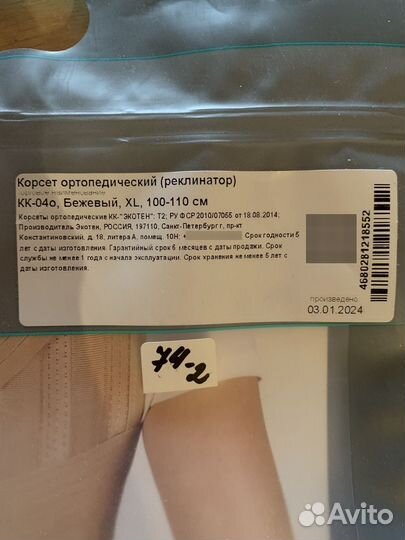 Корсет ортопедический (реклинатор)
КК-04о, Бежевый, XL, 100-110 см
Корсеты ортопедические КК-"ЭКОТЕН": Т2; РУ ФСР 2010/07055 от 18.08.2014;
Производитель Экотен, РОССИЯ, 197110, Санкт-Петербург г, пр-кт
Константиновский, д. 18, литера А, помещ. 10Н; + Срок годности 5
лет с даты изготовления. Гарантийный срок 6 месяцев с даты продажи. Срок
службы не менее 1 года с начала эксплуатации. Срок хранения не менее 5 лет с
даты изготовления.
4680281218552
произведено
03.01.2024
74-2
Avito